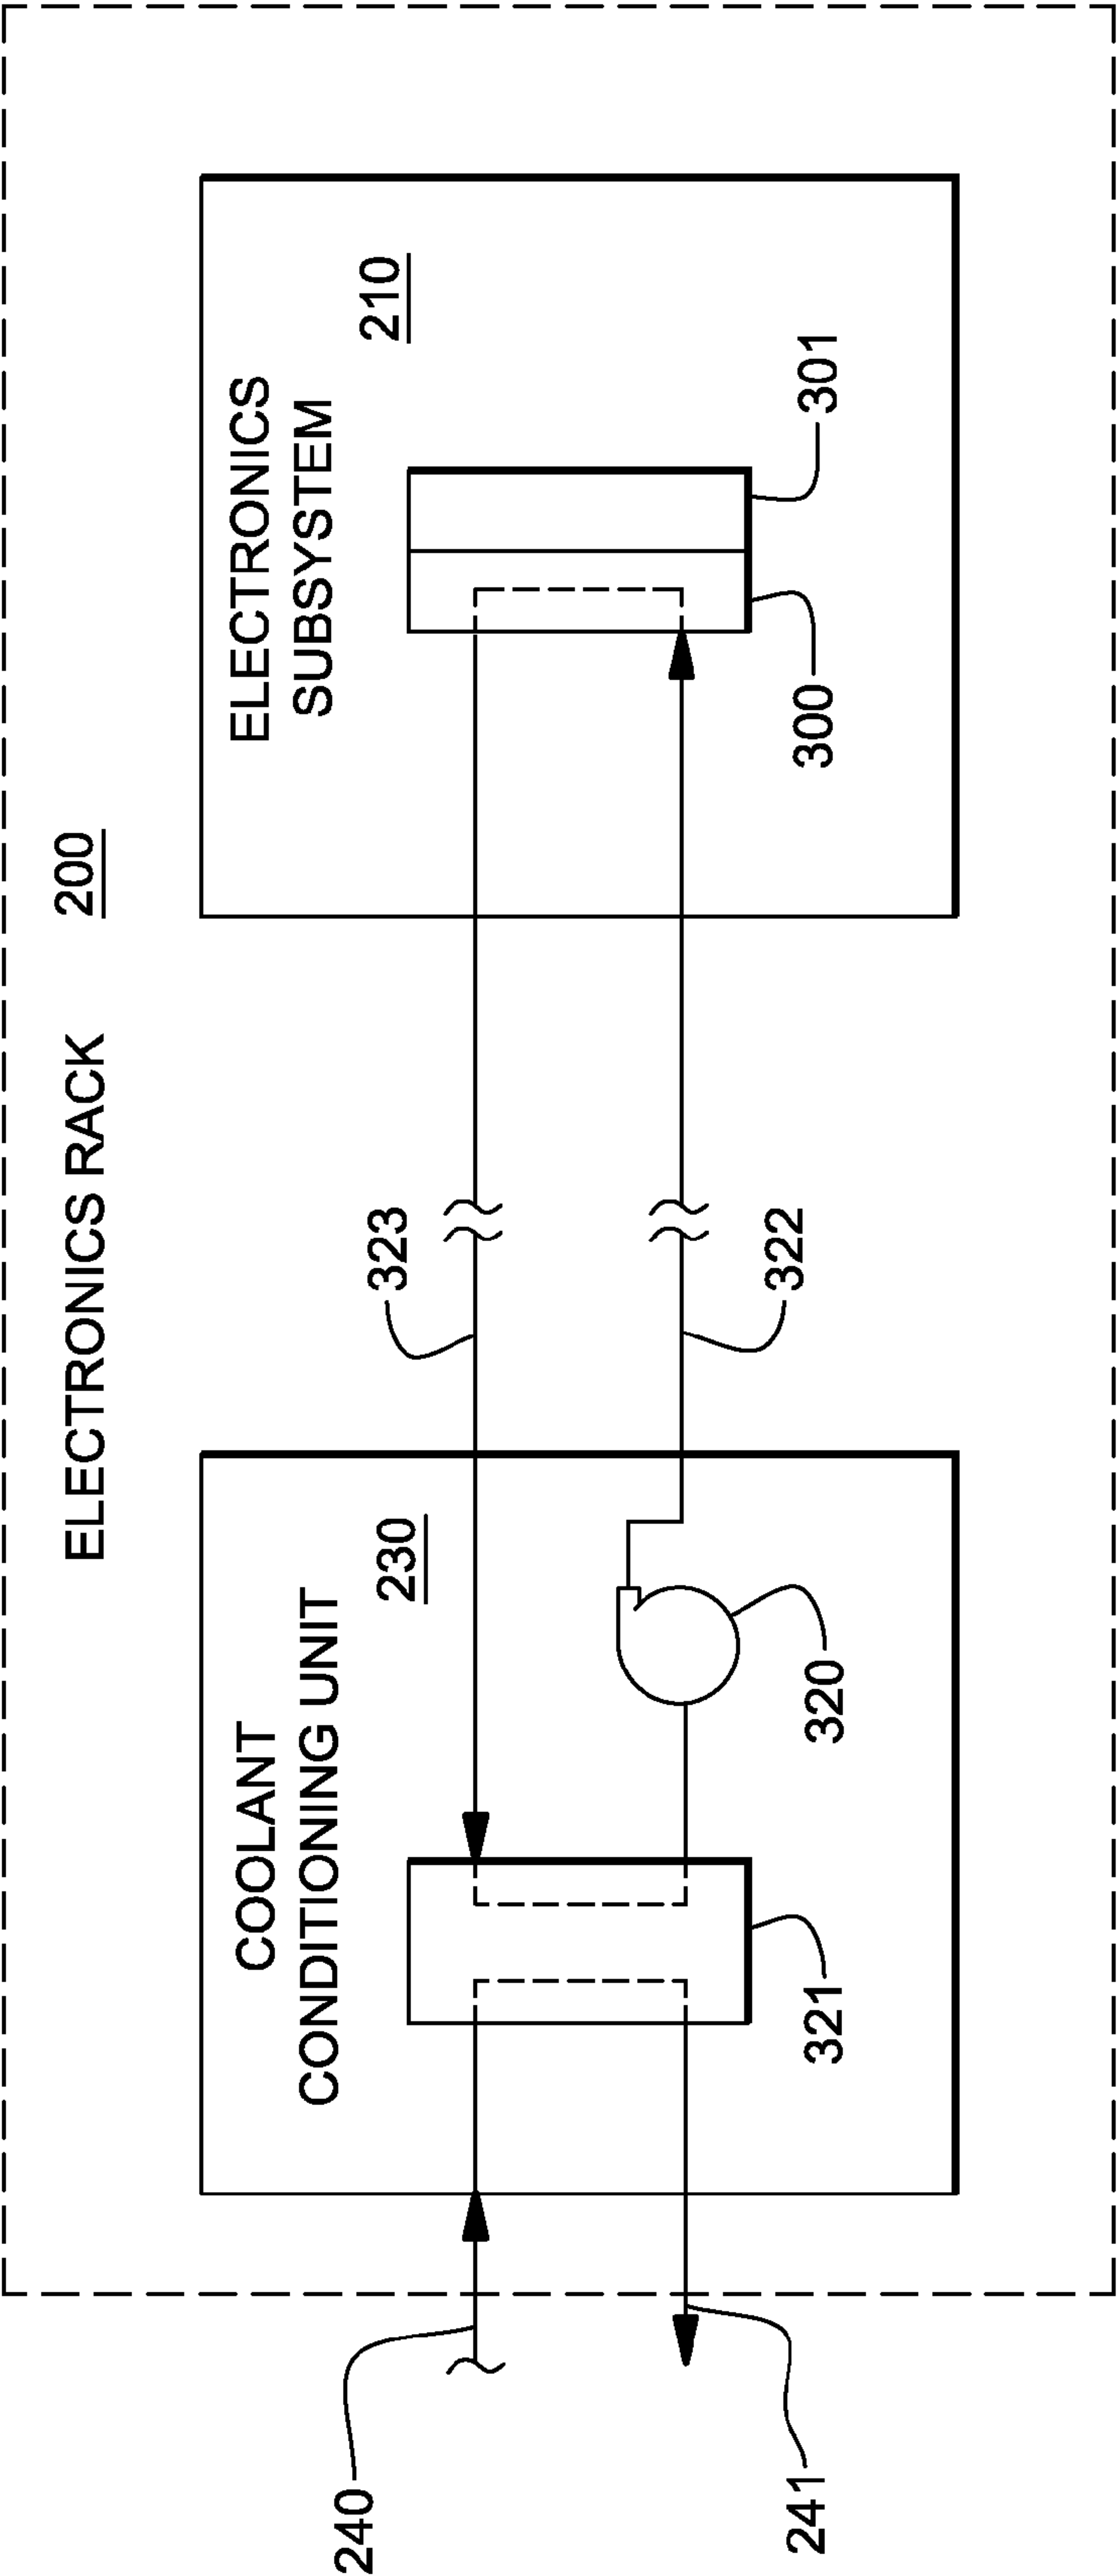 ELECTRONICS RACK 200
COOLANT
CONDITIONING UNIT
230
ELECTRONICS
SUBSYSTEM
210
240
323
241
321
320
322
300
301